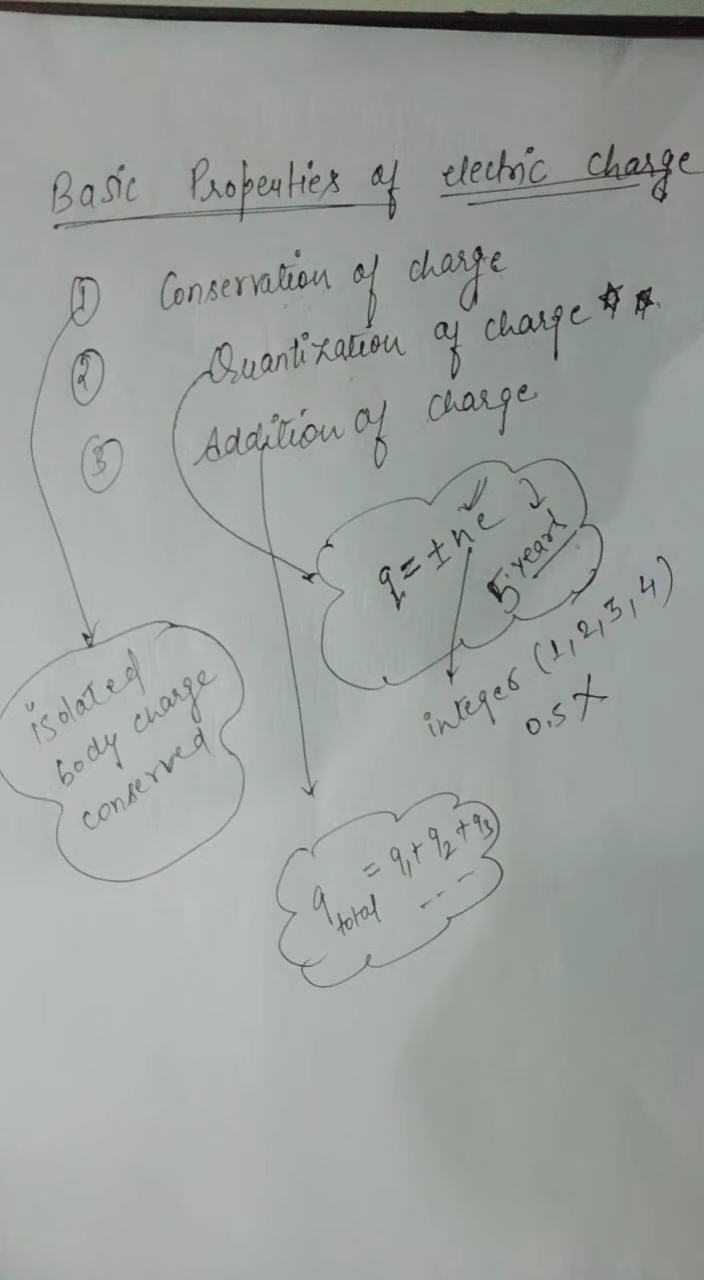 Basic Properties of electric charge
① Conservation of charge
② Quantization of charge ☆ ☆
③ Addition of charge
q = ± n e
5 years
integer (1, 2, 3, 4)
0.5 X
isolated
body charge
conserved
q total = q1 + q2 + q3
- - -